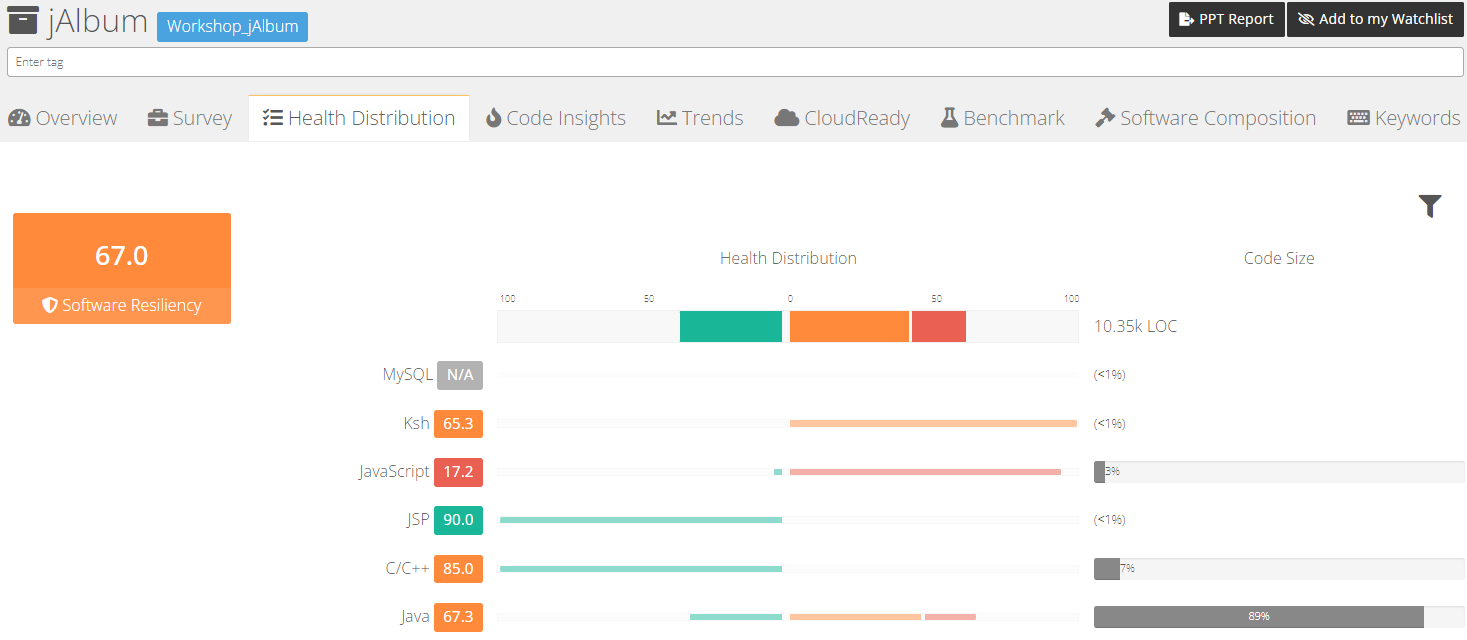 jAlbum Workshop_jAlbum PPT Report Add to my Watchlist
Enter tag
Overview Survey Health Distribution Code Insights Trends CloudReady Benchmark Software Composition Keywords
67.0
Software Resiliency
Health Distribution Code Size
100 50 0 50 100
10.35k LOC
MySQL N/A (<1%)
Ksh 65.3 (<1%)
JavaScript 17.2 3%
JSP 90.0 (<1%)
C/C++ 85.0 7%
Java 67.3 89%